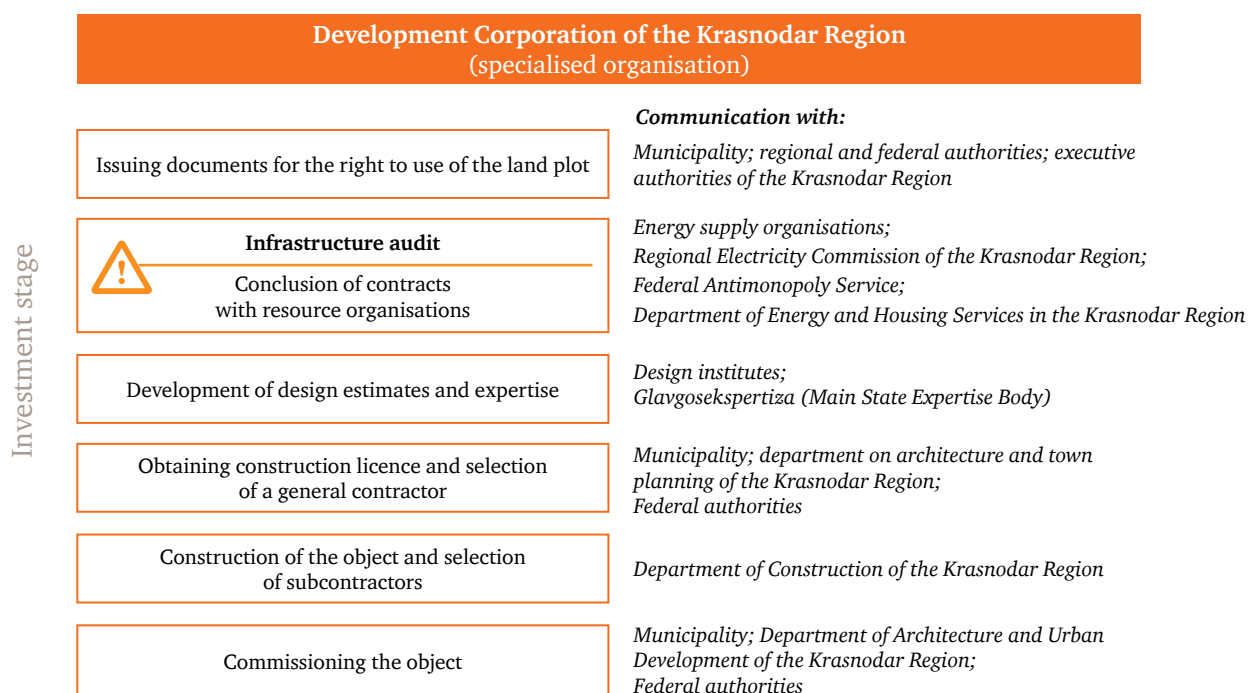 Development Corporation of the Krasnodar Region
(specialised organisation)
Communication with:
Investment stage
Issuing documents for the right to use of the land plot
Municipality; regional and federal authorities; executive
authorities of the Krasnodar Region
Infrastructure audit
Conclusion of contracts
with resource organisations
Energy supply organisations;
Regional Electricity Commission of the Krasnodar Region;
Federal Antimonopoly Service;
Department of Energy and Housing Services in the Krasnodar Region
Development of design estimates and expertise
Design institutes;
Glavgosekspertiza (Main State Expertise Body)
Obtaining construction licence and selection
of a general contractor
Municipality; department on architecture and town
planning of the Krasnodar Region;
Federal authorities
Construction of the object and selection
of subcontractors
Department of Construction of the Krasnodar Region
Commissioning the object
Municipality; Department of Architecture and Urban
Development of the Krasnodar Region;
Federal authorities